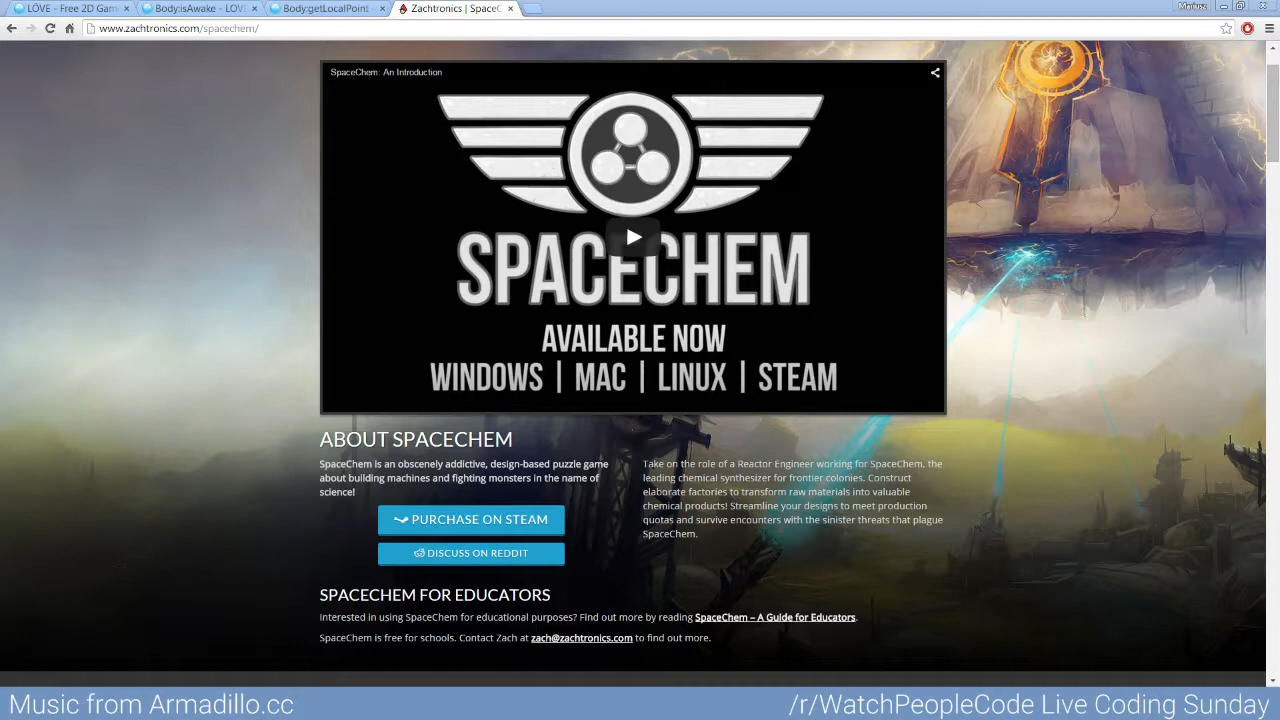 LÖVE - Free 2D Gam
Body:isAwake - LOVE
Body:getLocalPoint -
Zachtronics | SpaceC
Mariusz
www.zachtronics.com/spacechem/
SpaceChem: An Introduction
SPACECHEM
AVAILABLE NOW
WINDOWS | MAC | LINUX | STEAM
ABOUT SPACECHEM
SpaceChem is an obscenely addictive, design-based puzzle game
about building machines and fighting monsters in the name of
science!
PURCHASE ON STEAM
DISCUSS ON REDDIT
Take on the role of a Reactor Engineer working for SpaceChem, the
leading chemical synthesizer for frontier colonies. Construct
elaborate factories to transform raw materials into valuable
chemical products! Streamline your designs to meet production
quotas and survive encounters with the sinister threats that plague
SpaceChem.
SPACECHEM FOR EDUCATORS
Interested in using SpaceChem for educational purposes? Find out more by reading SpaceChem – A Guide for Educators.
SpaceChem is free for schools. Contact Zach at zach@zachtronics.com to find out more.
Music from Armadillo.cc
/r/WatchPeopleCode Live Coding Sunday